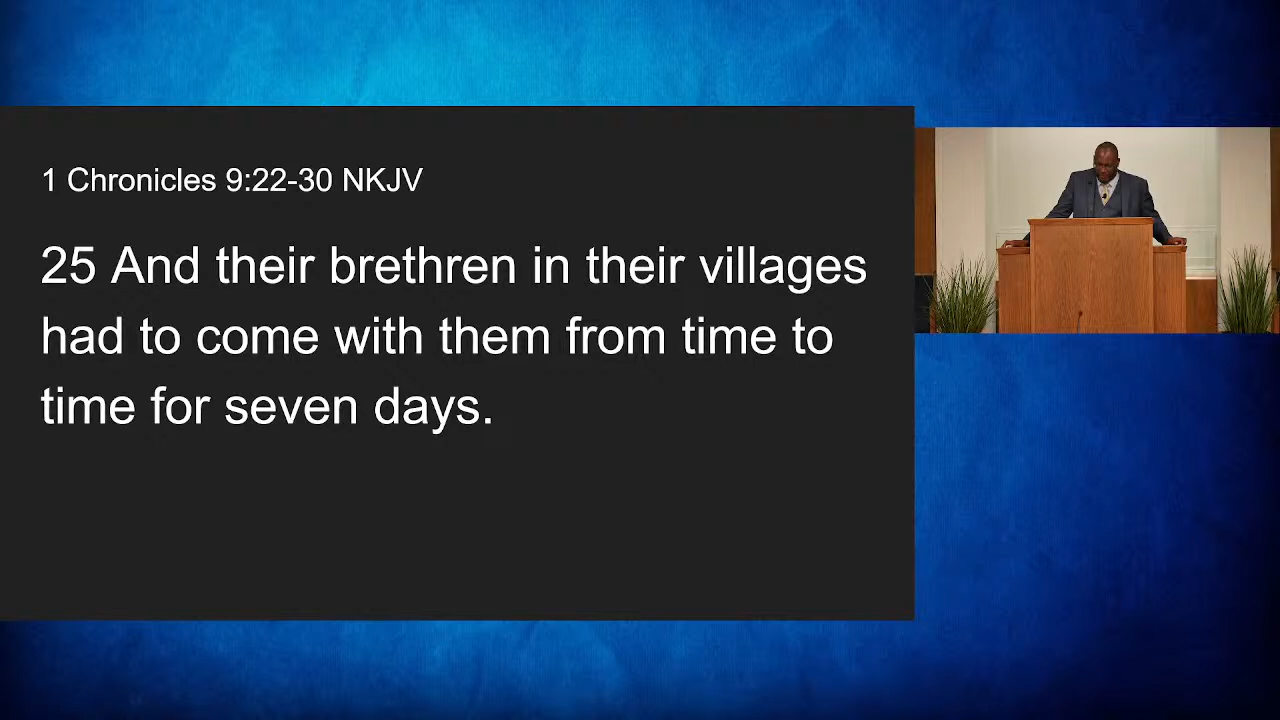 1 Chronicles 9:22-30 NKJV
25 And their brethren in their villages
had to come with them from time to
time for seven days.